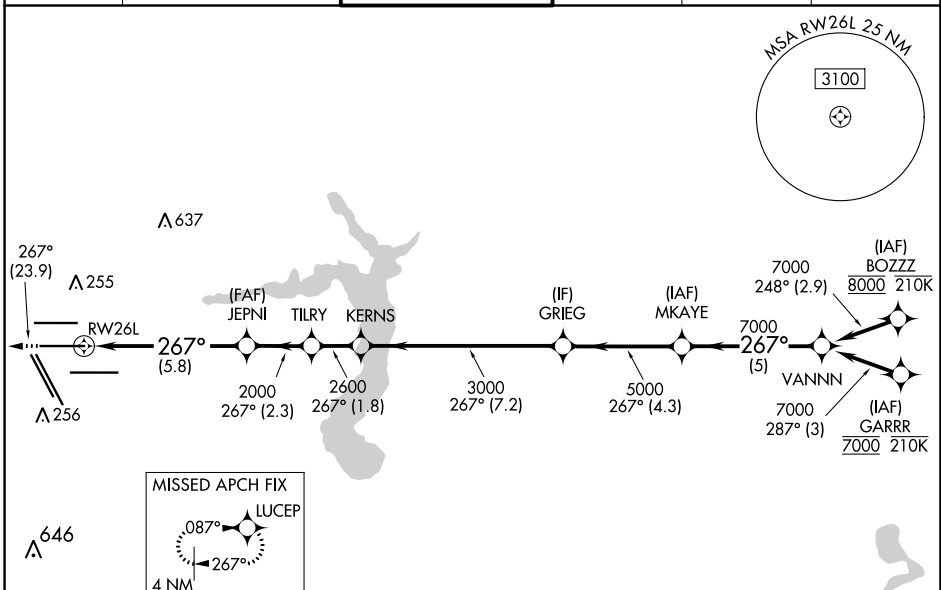 MSA RW26L 25 NM
3100
637
267°
(23.9)
255
RW26L
256
646
267°
(5.8)
(FAF)
JEPNI
2000
267° (2.3)
TILRY
2600
267° (1.8)
KERNS
3000
267° (7.2)
(IF)
GRIEG
5000
267° (4.3)
(IAF)
MKAYE
7000
267°
(5)
VANNN
7000
248° (2.9)
(IAF)
BOZZZ
8000 210K
7000
287° (3)
(IAF)
GARRR
7000 210K
MISSED APCH FIX
LUCEP
087°
267°
4 NM